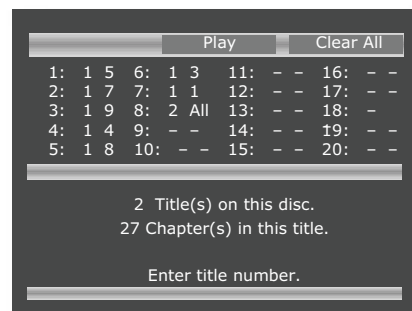 Play Clear All
1: 1 5 6: 1 3 11: – – 16: – –
2: 1 7 7: 1 1 12: – – 17: – –
3: 1 9 8: 2 All 13: – – 18: –
4: 1 4 9: – – 14: – – 19: – –
5: 1 8 10: – – 15: – – 20: – –
2 Title(s) on this disc.
27 Chapter(s) in this title.
Enter title number.